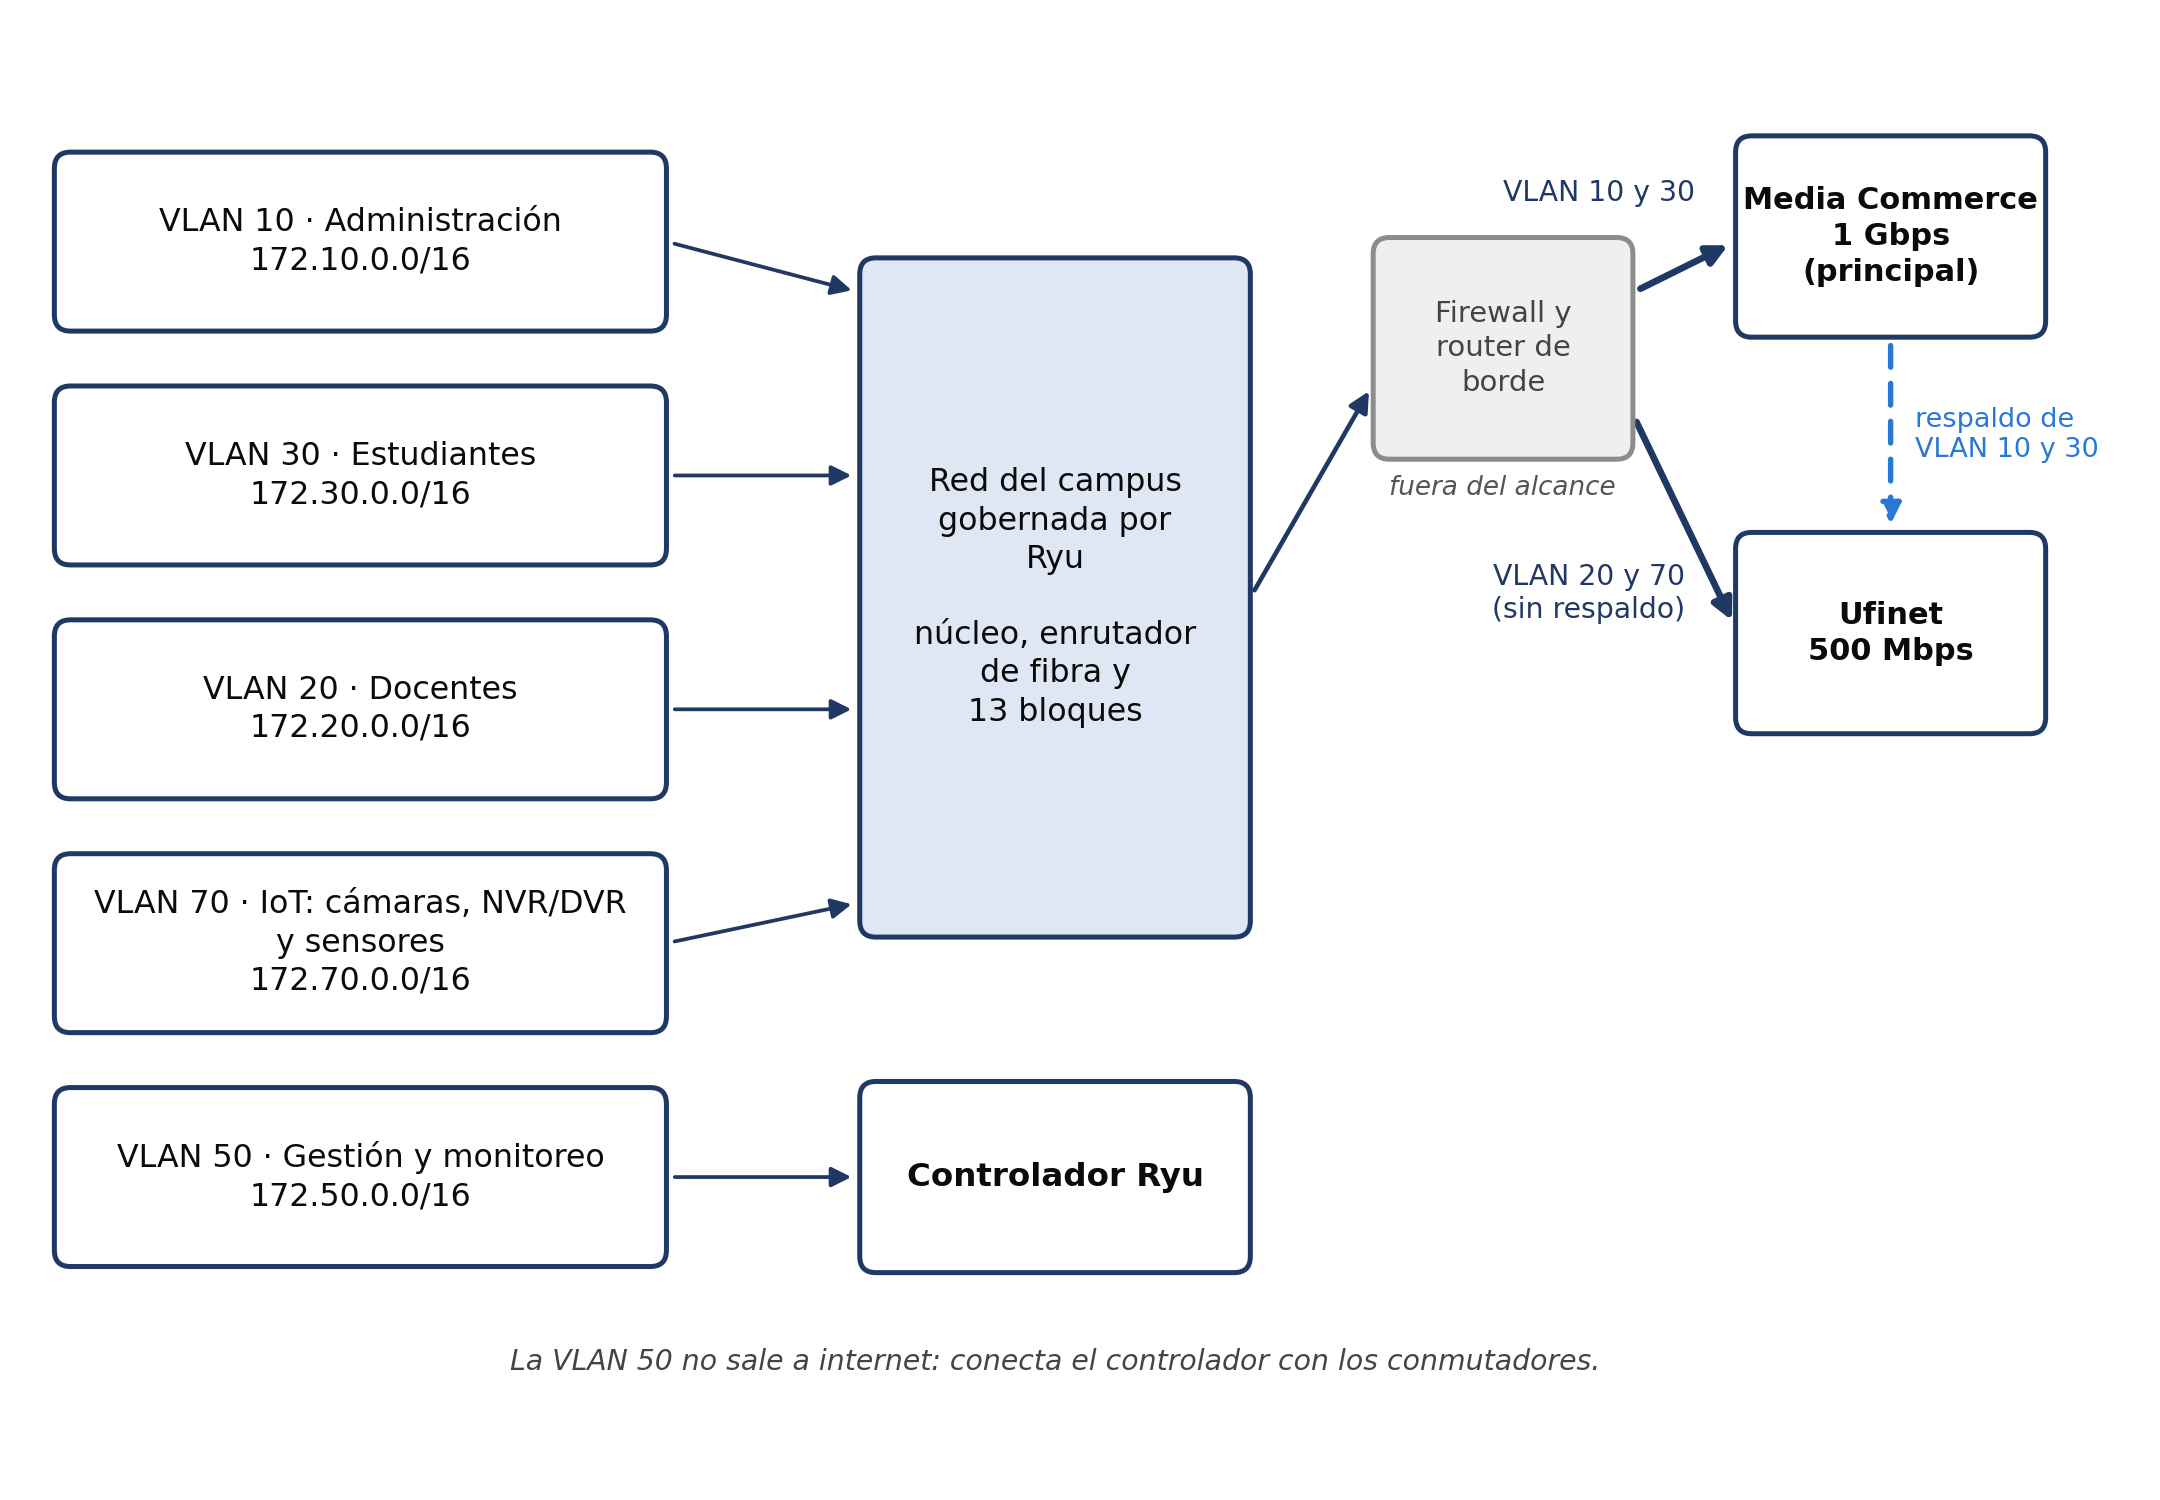 VLAN 10 · Administración
172.10.0.0/16
VLAN 30 · Estudiantes
172.30.0.0/16
VLAN 20 · Docentes
172.20.0.0/16
VLAN 70 · IoT: cámaras, NVR/DVR
y sensores
172.70.0.0/16
VLAN 50 · Gestión y monitoreo
172.50.0.0/16
Red del campus
gobernada por
Ryu
núcleo, enrutador
de fibra y
13 bloques
Controlador Ryu
Firewall y
router de
borde
fuera del alcance
VLAN 10 y 30
VLAN 20 y 70
(sin respaldo)
Media Commerce
1 Gbps
(principal)
respaldo de
VLAN 10 y 30
Ufinet
500 Mbps
La VLAN 50 no sale a internet: conecta el controlador con los conmutadores.